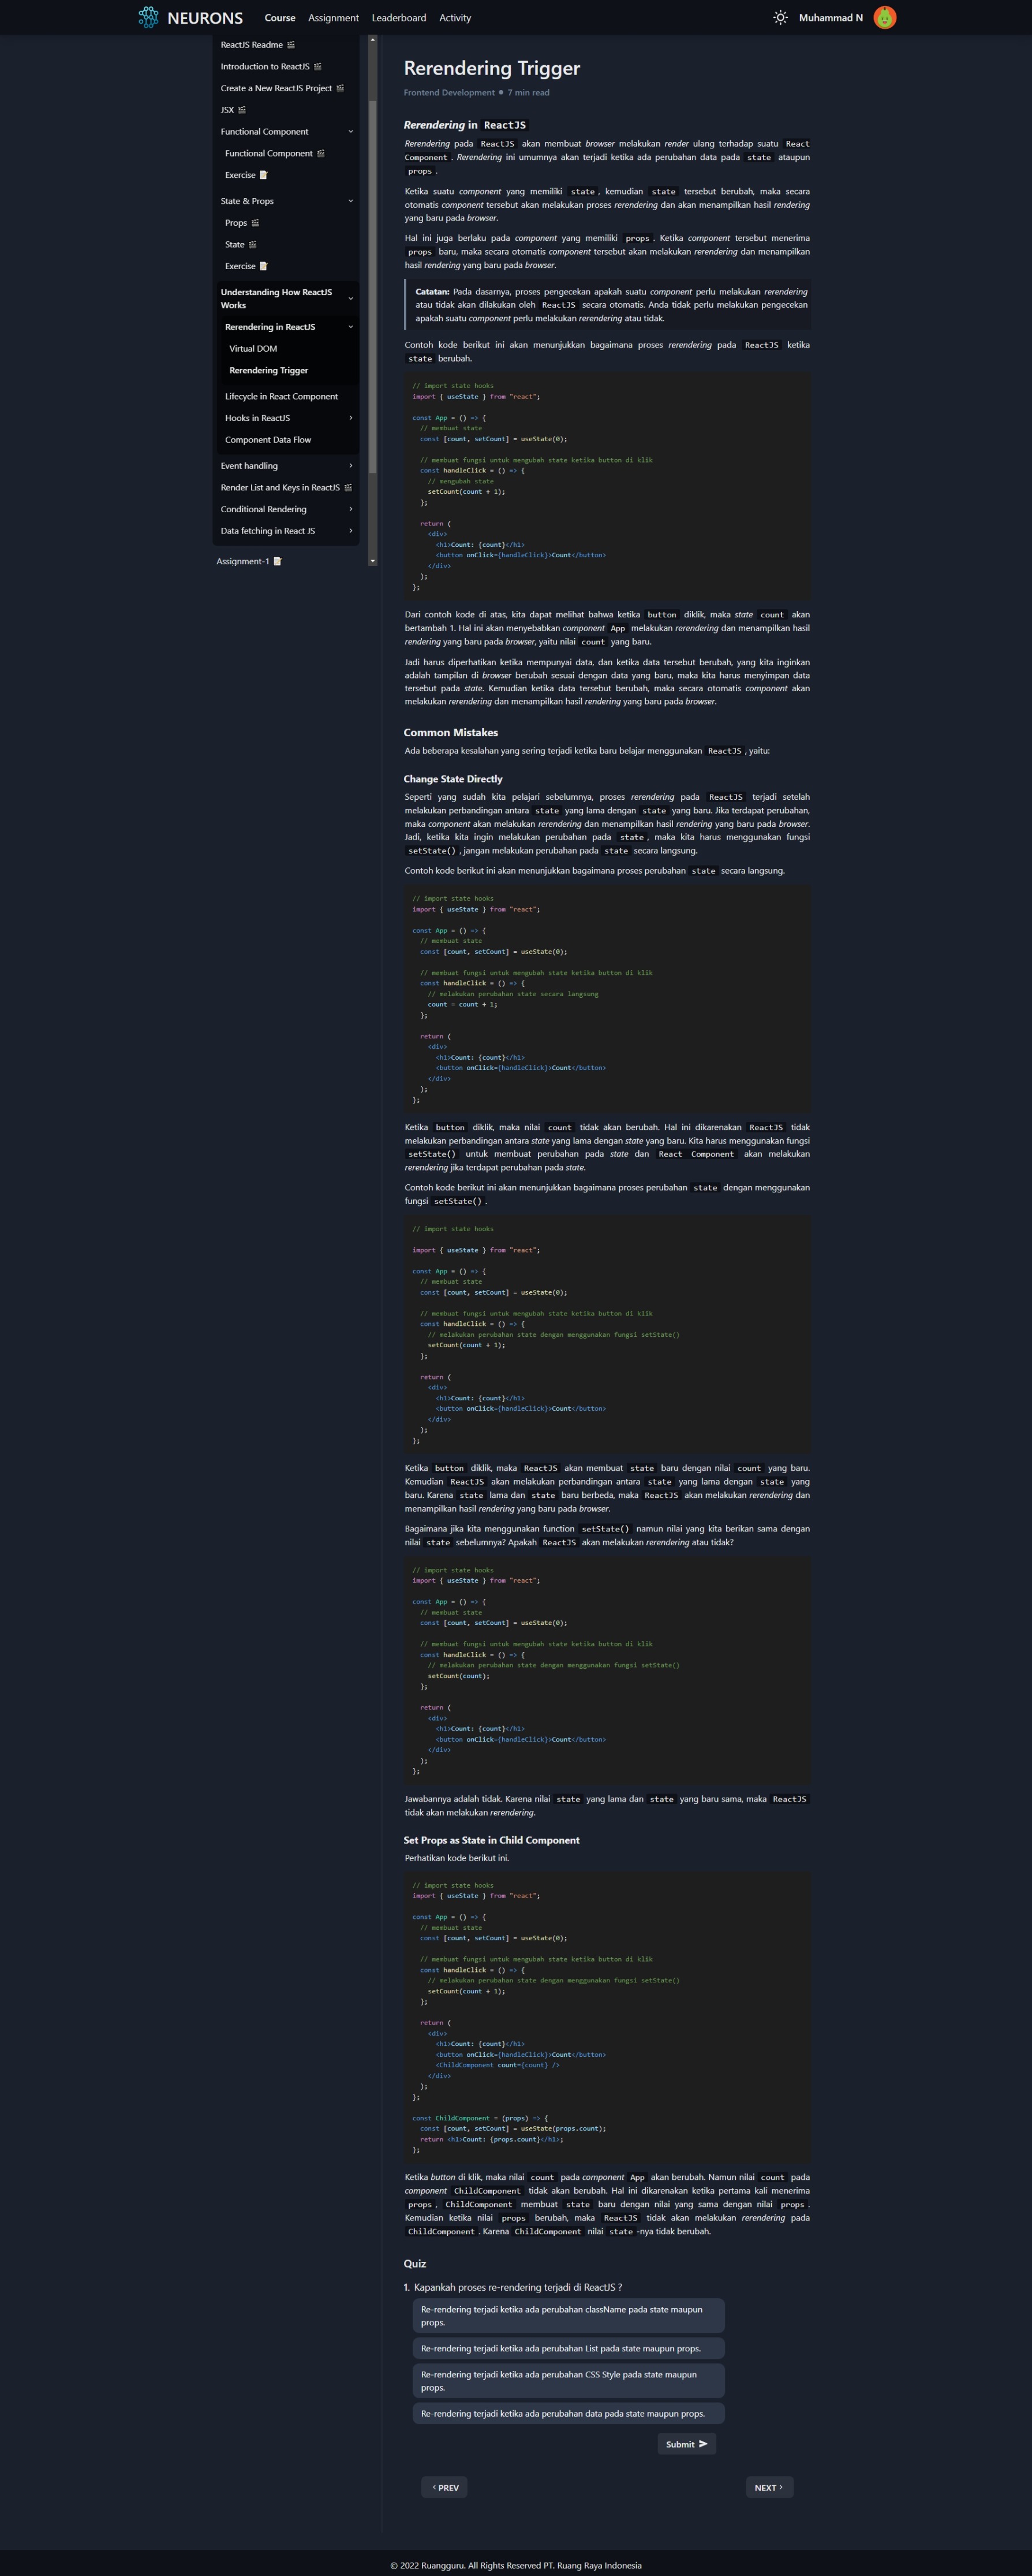 NEURONS
Course
Assignment
Leaderboard
Activity
Muhammad N
ReactJS Readme
Introduction to ReactJS
Create a New ReactJS Project
JSX
Functional Component
Functional Component
Exercise
State & Props
Props
State
Exercise
Understanding How ReactJS
Works
Rerendering in ReactJS
Virtual DOM
Rerendering Trigger
Lifecycle in React Component
Hooks in ReactJS
Component Data Flow
Event handling
Render List and Keys in ReactJS
Conditional Rendering
Data fetching in React JS
Assignment-1
Rerendering Trigger
Frontend Development • 7 min read
Rerendering in ReactJS
Rerendering pada ReactJS akan membuat browser melakukan render ulang terhadap suatu React
Component . Rerendering ini umumnya akan terjadi ketika ada perubahan data pada state ataupun
props .
Ketika suatu component yang memiliki state , kemudian state tersebut berubah, maka secara
otomatis component tersebut akan melakukan proses rerendering dan akan menampilkan hasil rendering
yang baru pada browser.
Hal ini juga berlaku pada component yang memiliki props . Ketika component tersebut menerima
props baru, maka secara otomatis component tersebut akan melakukan rerendering dan menampilkan
hasil rendering yang baru pada browser.
Catatan: Pada dasarnya, proses pengecekan apakah suatu component perlu melakukan rerendering
atau tidak akan dilakukan oleh ReactJS secara otomatis. Anda tidak perlu melakukan pengecekan
apakah suatu component perlu melakukan rerendering atau tidak.
Contoh kode berikut ini akan menunjukkan bagaimana proses rerendering pada ReactJS ketika
state berubah.
// import state hooks
import { useState } from "react";
const App = () => {
// membuat state
const [count, setCount] = useState(0);
// membuat fungsi untuk mengubah state ketika button di klik
const handleClick = () => {
// mengubah state
setCount(count + 1);
};
return (
<div>
<h1>Count: {count}</h1>
<button onClick={handleClick}>Count</button>
</div>
);
};
Dari contoh kode di atas, kita dapat melihat bahwa ketika button diklik, maka state count akan
bertambah 1. Hal ini akan menyebabkan component App melakukan rerendering dan menampilkan hasil
rendering yang baru pada browser, yaitu nilai count yang baru.
Jadi harus diperhatikan ketika mempunyai data, dan ketika data tersebut berubah, yang kita inginkan
adalah tampilan di browser berubah sesuai dengan data yang baru, maka kita harus menyimpan data
tersebut pada state. Kemudian ketika data tersebut berubah, maka secara otomatis component akan
melakukan rerendering dan menampilkan hasil rendering yang baru pada browser.
Common Mistakes
Ada beberapa kesalahan yang sering terjadi ketika baru belajar menggunakan ReactJS , yaitu:
Change State Directly
Seperti yang sudah kita pelajari sebelumnya, proses rerendering pada ReactJS terjadi setelah
melakukan perbandingan antara state yang lama dengan state yang baru. Jika terdapat perubahan,
maka component akan melakukan rerendering dan menampilkan hasil rendering yang baru pada browser.
Jadi, ketika kita ingin melakukan perubahan pada state , maka kita harus menggunakan fungsi
setState() , jangan melakukan perubahan pada state secara langsung.
Contoh kode berikut ini akan menunjukkan bagaimana proses perubahan state secara langsung.
// import state hooks
import { useState } from "react";
const App = () => {
// membuat state
const [count, setCount] = useState(0);
// membuat fungsi untuk mengubah state ketika button di klik
const handleClick = () => {
// melakukan perubahan state secara langsung
count = count + 1;
};
return (
<div>
<h1>Count: {count}</h1>
<button onClick={handleClick}>Count</button>
</div>
);
};
Ketika button diklik, maka nilai count tidak akan berubah. Hal ini dikarenakan ReactJS tidak
melakukan perbandingan antara state yang lama dengan state yang baru. Kita harus menggunakan fungsi
setState() untuk membuat perubahan pada state dan React Component akan melakukan
rerendering jika terdapat perubahan pada state.
Contoh kode berikut ini akan menunjukkan bagaimana proses perubahan state dengan menggunakan
fungsi setState() .
// import state hooks
import { useState } from "react";
const App = () => {
// membuat state
const [count, setCount] = useState(0);
// membuat fungsi untuk mengubah state ketika button di klik
const handleClick = () => {
// melakukan perubahan state dengan menggunakan fungsi setState()
setCount(count + 1);
};
return (
<div>
<h1>Count: {count}</h1>
<button onClick={handleClick}>Count</button>
</div>
);
};
Ketika button diklik, maka ReactJS akan membuat state baru dengan nilai count yang baru.
Kemudian ReactJS akan melakukan perbandingan antara state yang lama dengan state yang
baru. Karena state lama dan state baru berbeda, maka ReactJS akan melakukan rerendering dan
menampilkan hasil rendering yang baru pada browser.
Bagaimana jika kita menggunakan function setState() namun nilai yang kita berikan sama dengan
nilai state sebelumnya? Apakah ReactJS akan melakukan rerendering atau tidak?
// import state hooks
import { useState } from "react";
const App = () => {
// membuat state
const [count, setCount] = useState(0);
// membuat fungsi untuk mengubah state ketika button di klik
const handleClick = () => {
// melakukan perubahan state dengan menggunakan fungsi setState()
setCount(count);
};
return (
<div>
<h1>Count: {count}</h1>
<button onClick={handleClick}>Count</button>
</div>
);
};
Jawabannya adalah tidak. Karena nilai state yang lama dan state yang baru sama, maka ReactJS
tidak akan melakukan rerendering.
Set Props as State in Child Component
Perhatikan kode berikut ini.
// import state hooks
import { useState } from "react";
const App = () => {
// membuat state
const [count, setCount] = useState(0);
// membuat fungsi untuk mengubah state ketika button di klik
const handleClick = () => {
// melakukan perubahan state dengan menggunakan fungsi setState()
setCount(count + 1);
};
return (
<div>
<h1>Count: {count}</h1>
<button onClick={handleClick}>Count</button>
<ChildComponent count={count} />
</div>
);
};
const ChildComponent = (props) => {
const [count, setCount] = useState(props.count);
return <h1>Count: {props.count}</h1>;
};
Ketika button di klik, maka nilai count pada component App akan berubah. Namun nilai count pada
component ChildComponent tidak akan berubah. Hal ini dikarenakan ketika pertama kali menerima
props , ChildComponent membuat state baru dengan nilai yang sama dengan nilai props .
Kemudian ketika nilai props berubah, maka ReactJS tidak akan melakukan rerendering pada
ChildComponent . Karena ChildComponent nilai state -nya tidak berubah.
Quiz
1. Kapankah proses re-rendering terjadi di ReactJS ?
Re-rendering terjadi ketika ada perubahan className pada state maupun
props.
Re-rendering terjadi ketika ada perubahan List pada state maupun props.
Re-rendering terjadi ketika ada perubahan CSS Style pada state maupun
props.
Re-rendering terjadi ketika ada perubahan data pada state maupun props.
Submit
PREV
NEXT
© 2022 Ruangguru. All Rights Reserved PT. Ruang Raya Indonesia